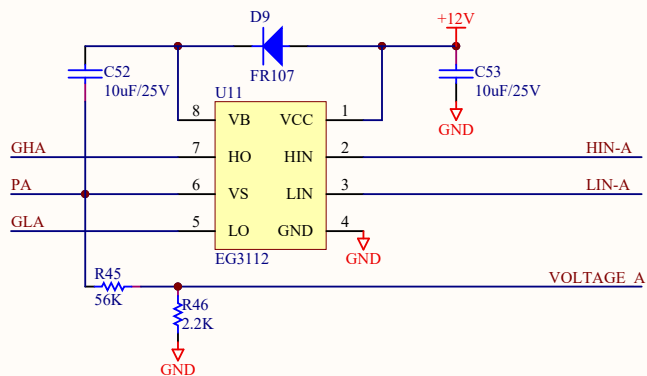 D9
+12V
C52
10uF/25V
FR107
C53
10uF/25V
U11
GND
8 VB VCC 1
GHA 7 HO HIN 2 HIN-A
PA 6 VS LIN 3 LIN-A
GLA 5 LO GND 4
EG3112
GND
R45
56K
VOLTAGE_A
R46
2.2K
GND